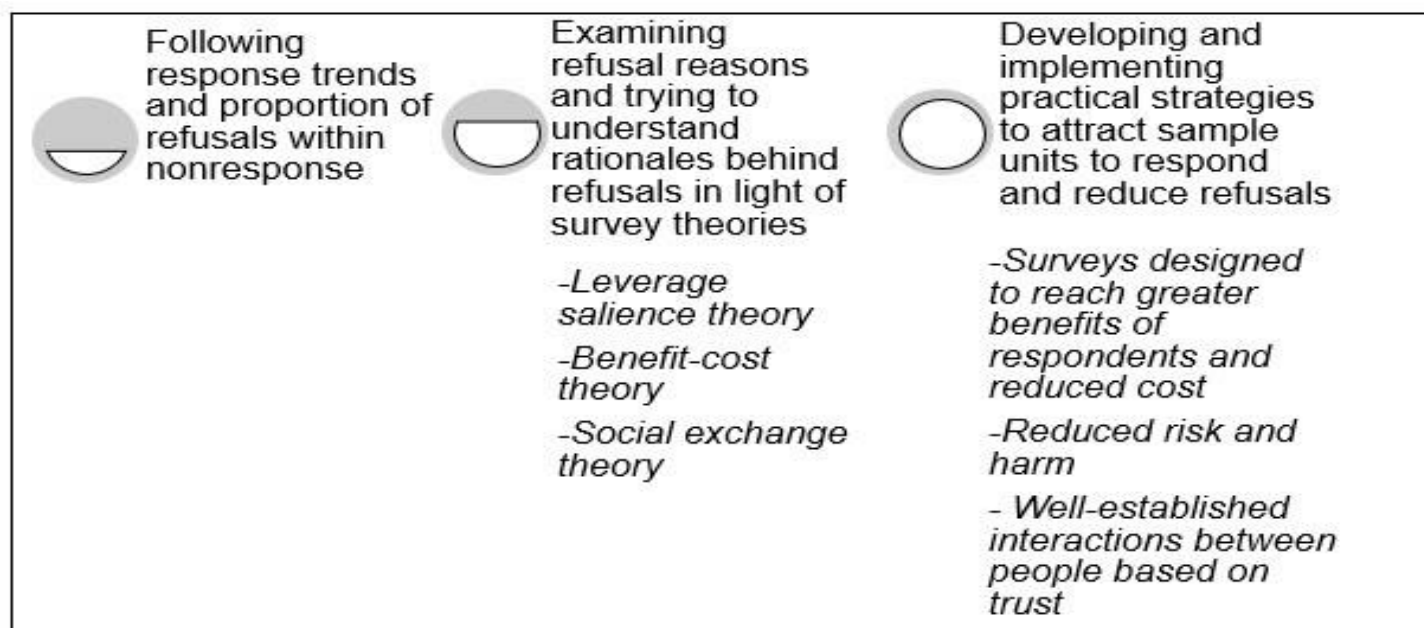 Following
response trends
and proportion of
refusals within
nonresponse
Examining
refusal reasons
and trying to
understand
rationales behind
refusals in light of
survey theories
-Leverage
salience theory
-Benefit-cost
theory
-Social exchange
theory
Developing and
implementing
practical strategies
to attract sample
units to respond
and reduce refusals
-Surveys designed
to reach greater
benefits of
respondents and
reduced cost
-Reduced risk and
harm
- Well-established
interactions between
people based on
trust